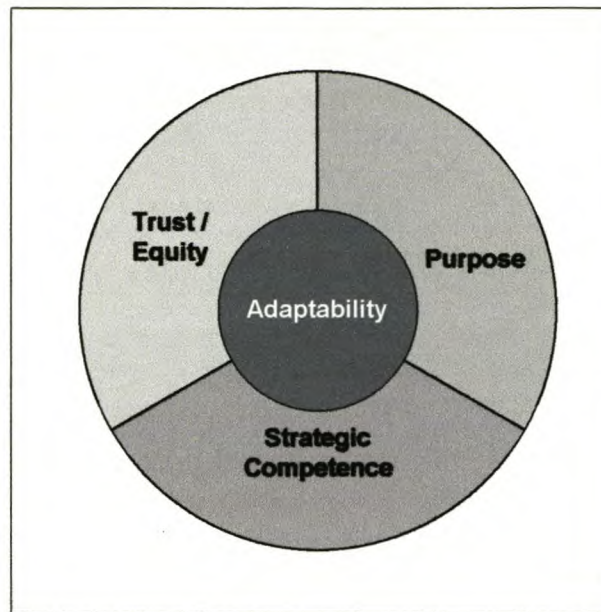 Trust /
Equity
Purpose
Adaptability
Strategic
Competence